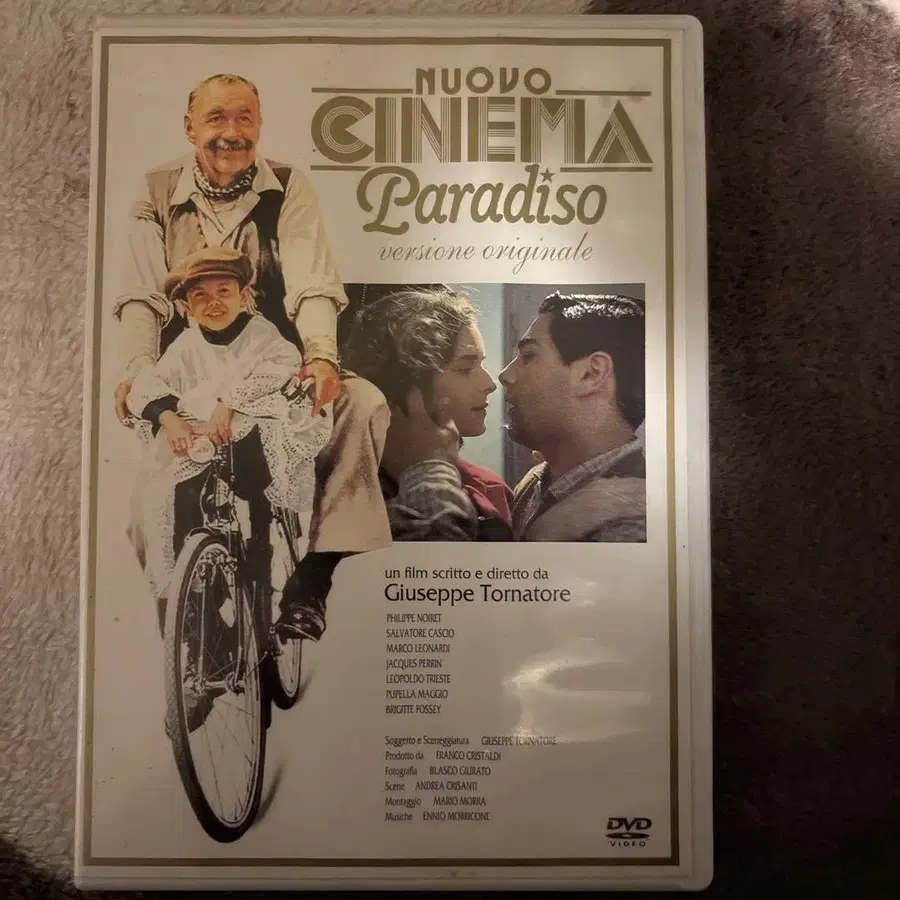 NUOVO
CINEMA
Paradiso
versione originale
un film scritto e diretto da
Giuseppe Tornatore
PHILIPPE NOIRET
SALVATORE CASCIO
MARCO LEONARDI
JACQUES PERRIN
LEOPOLDO TRIESTE
PUPELLA MAGGIO
BRIGITTE FOSSEY
Soggetto e Sceneggiatura GIUSEPPE TORNATORE
Prodotto da FRANCO CRISTALDI
Fotografia BLASCO GIURATO
Scene ANDREA CRISANTI
Montaggio MARIO MORRA
Musiche ENNIO MORRICONE
DVD
VIDEO